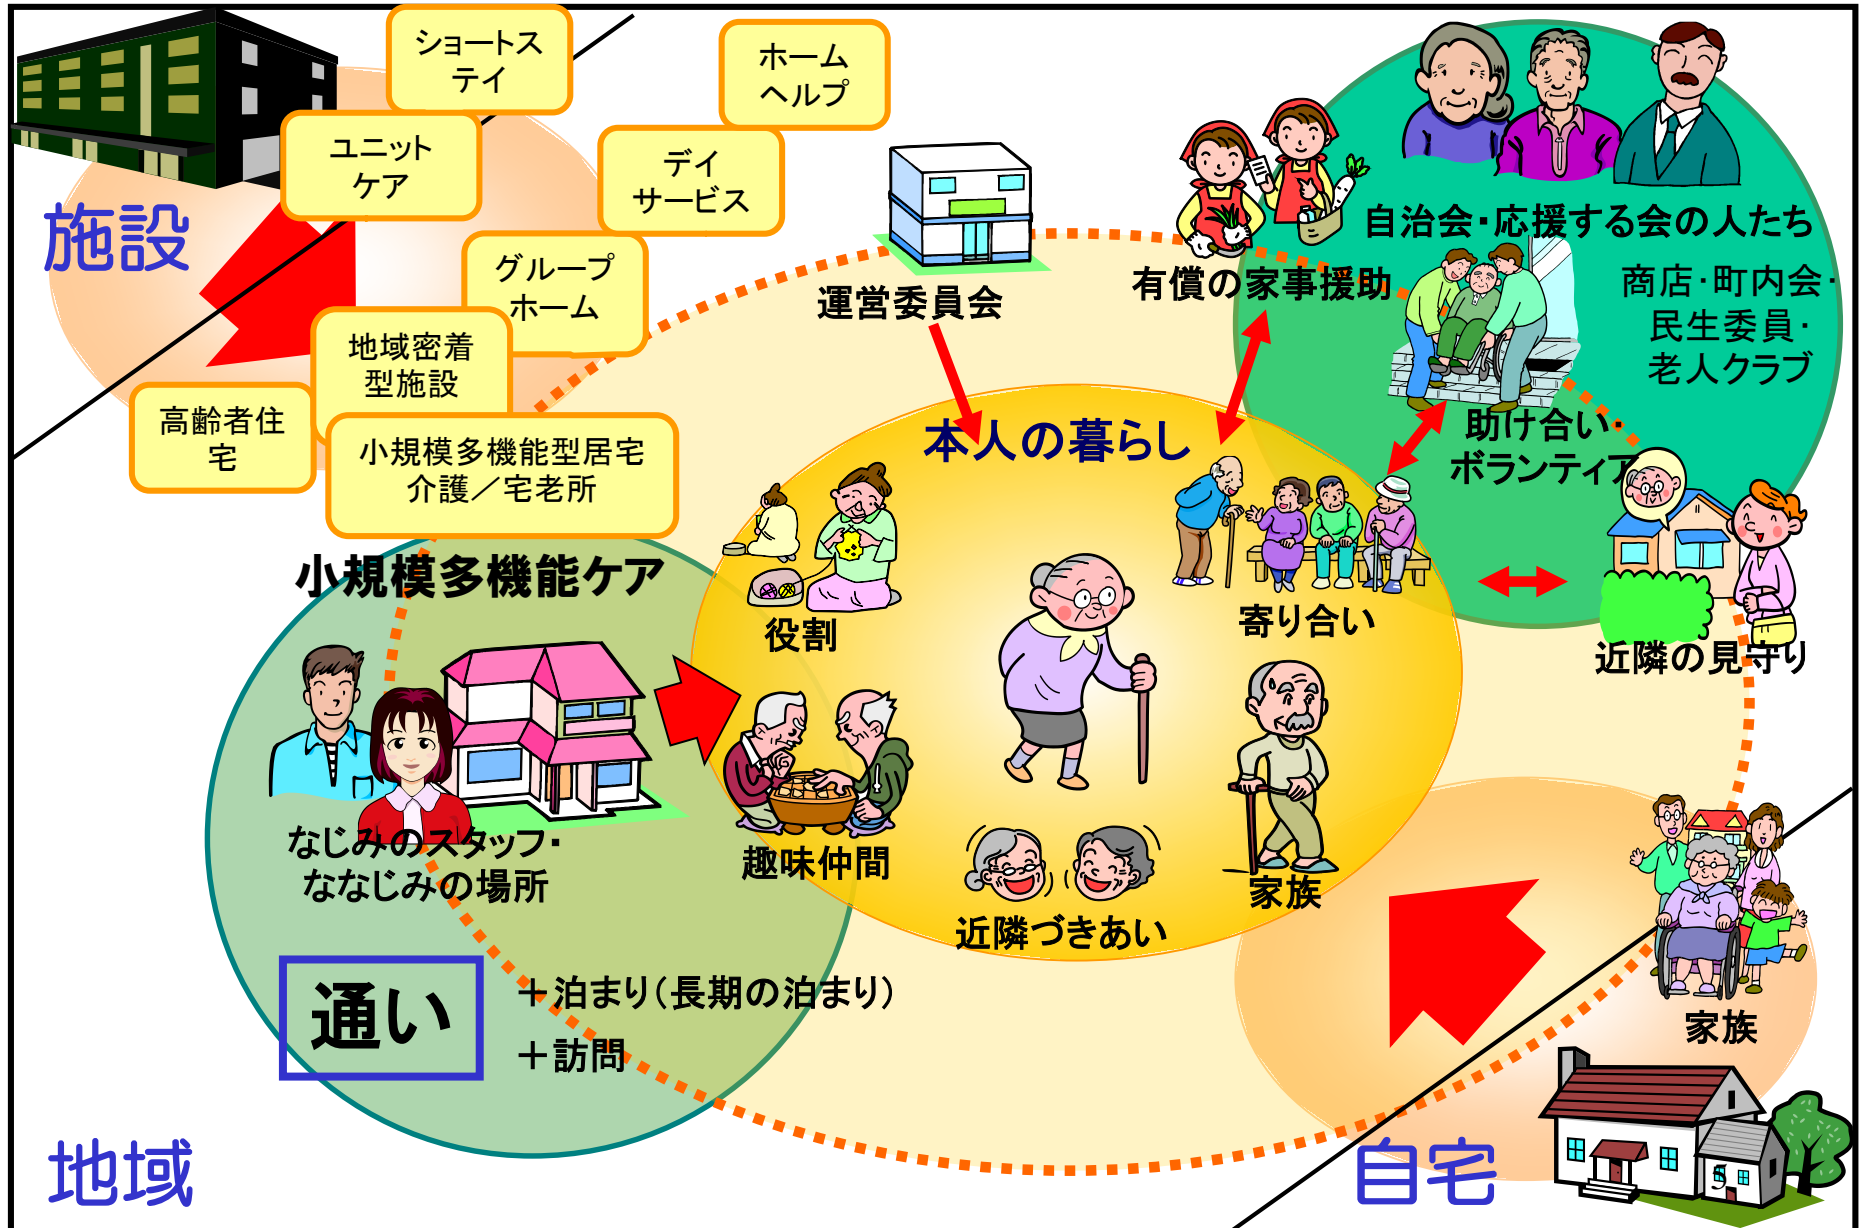 ショートス
テイ
ホーム
ヘルプ
ユニット
ケア
デイ
サービス
施設
グループ
ホーム
地域密着
型施設
高齢者住
宅
小規模多機能型居宅
介護／宅老所
運営委員会
有償の家事援助
自治会・応援する会の人たち
商店・町内会・
民生委員・
老人クラブ
助け合い・
ボランティア
本人の暮らし
小規模多機能ケア
役割
寄り合い
近隣の見守り
なじみのスタッフ・
ななじみの場所
趣味仲間
近隣づきあい
家族
通い
＋泊まり（長期の泊まり）
＋訪問
家族
地域
自宅